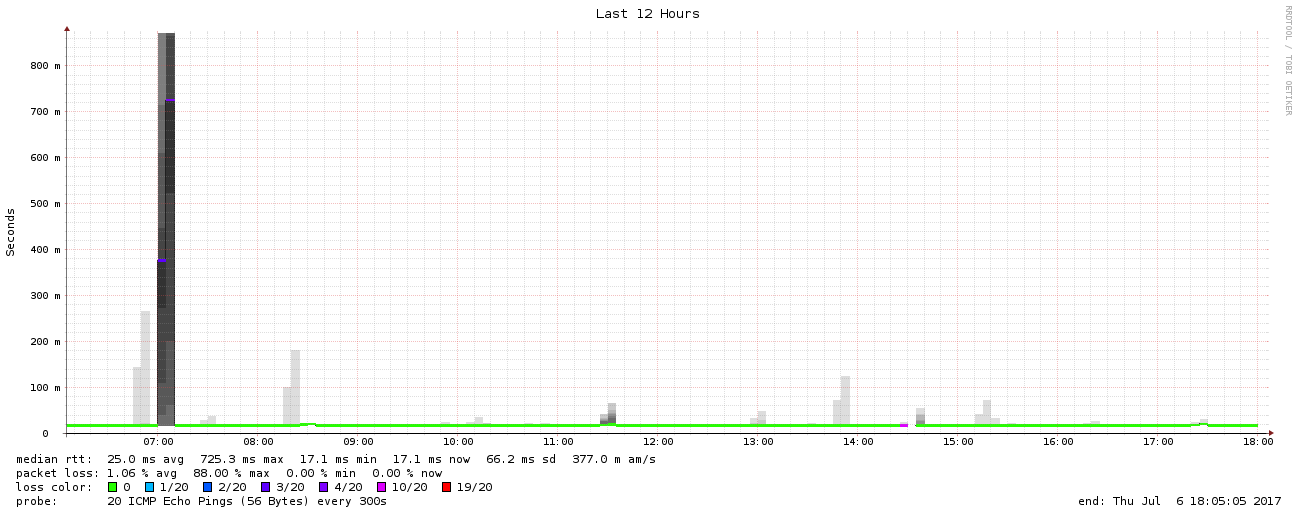 Last 12 Hours
RRDTOOL / TOBI OETIKER
Seconds
800 m
700 m
600 m
500 m
400 m
300 m
200 m
100 m
0
07:00 08:00 09:00 10:00 11:00 12:00 13:00 14:00 15:00 16:00 17:00 18:00
median rtt: 25.0 ms avg 725.3 ms max 17.1 ms min 17.1 ms now 66.2 ms sd 377.0 m am/s
packet loss: 1.06 % avg 88.00 % max 0.00 % min 0.00 % now
loss color: 0 1/20 2/20 3/20 4/20 10/20 19/20
probe: 20 ICMP Echo Pings (56 Bytes) every 300s end: Thu Jul 6 18:05:05 2017